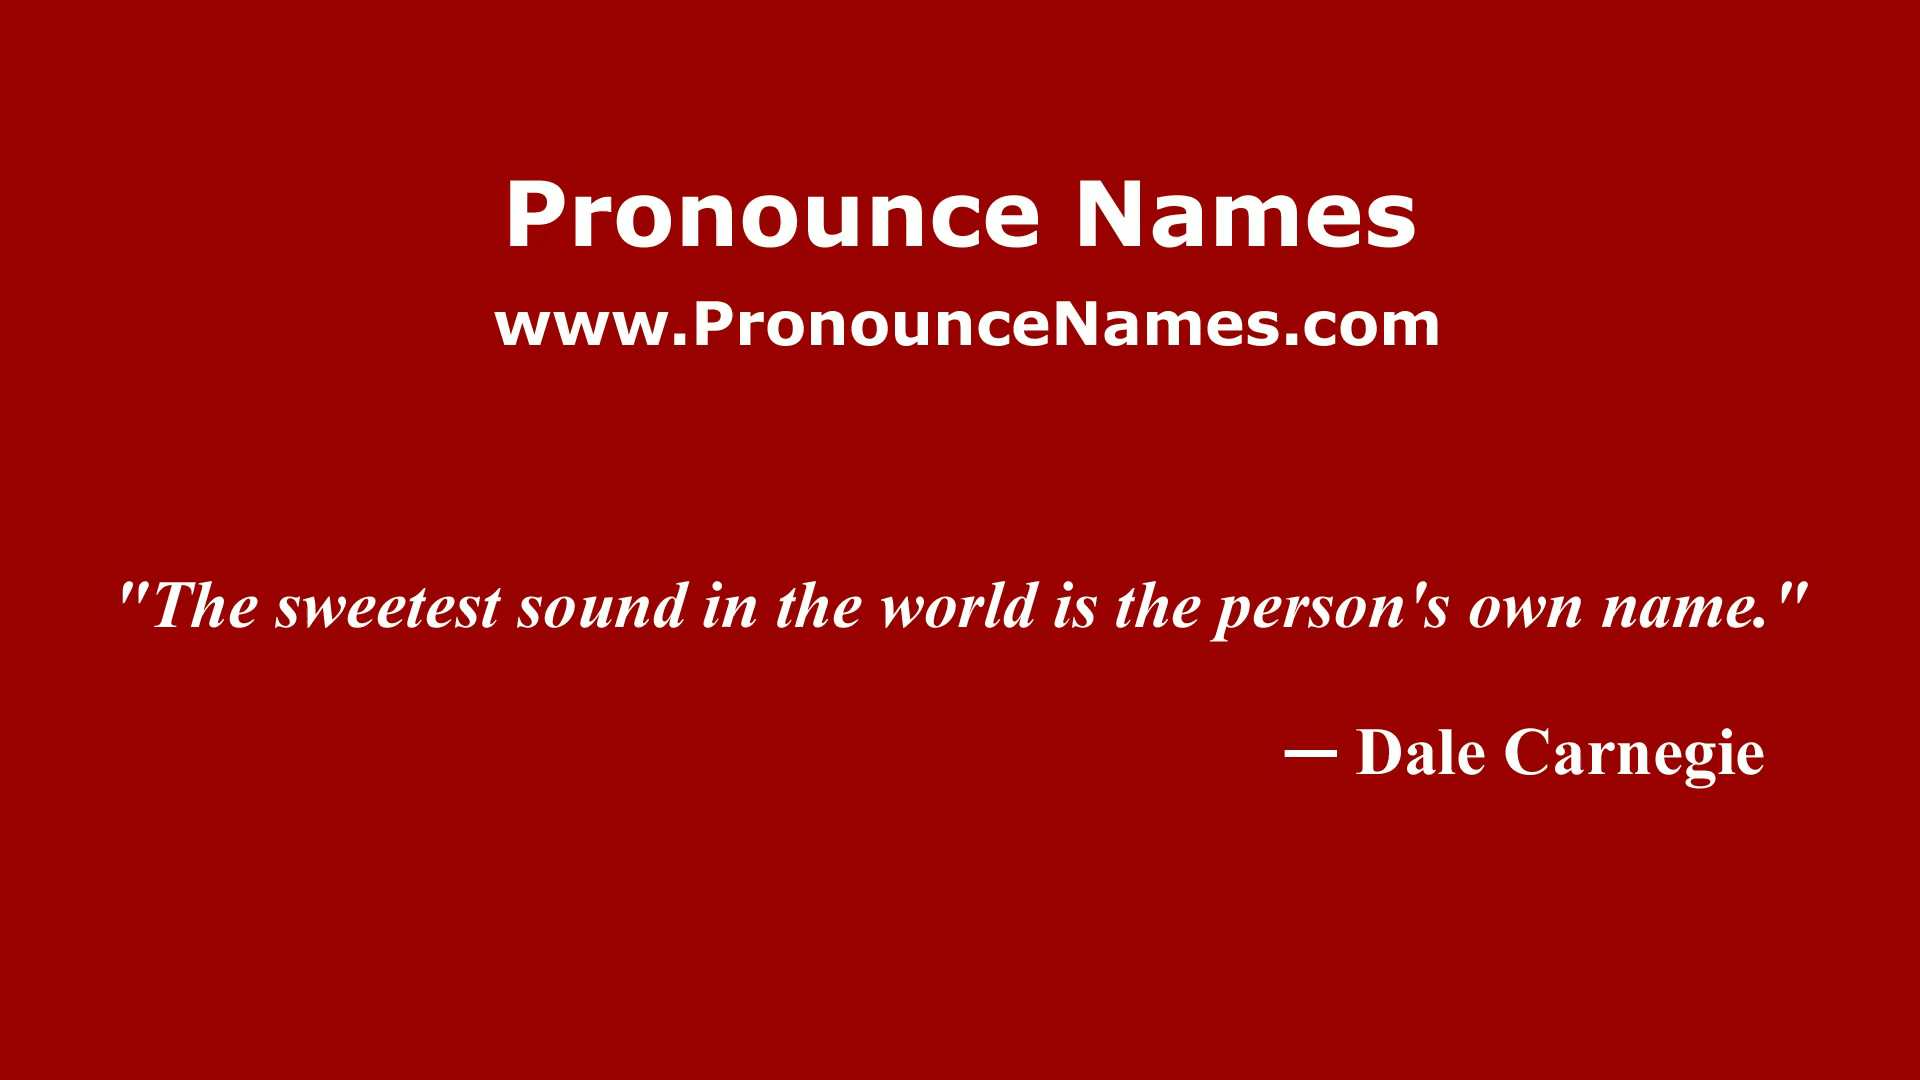 Pronounce Names
www.PronounceNames.com
"The sweetest sound in the world is the person's own name."
— Dale Carnegie